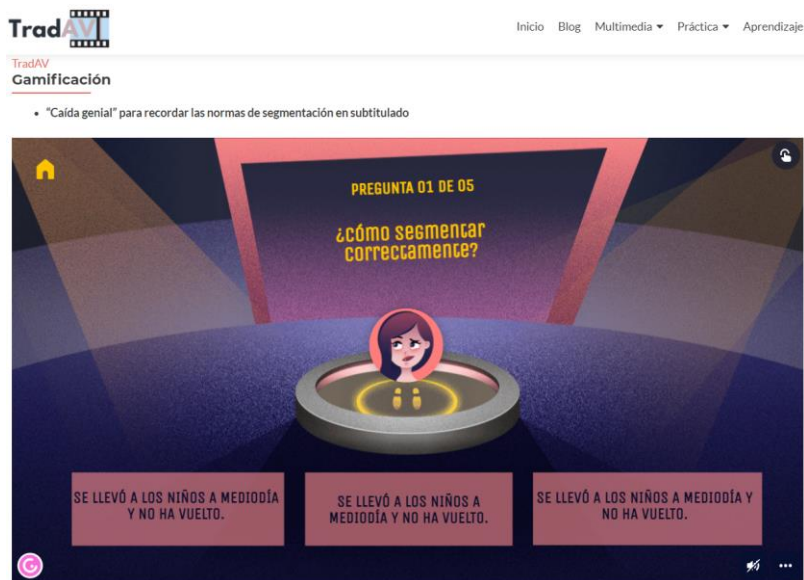 TradAV
Inicio Blog Multimedia Práctica Aprendizaje
TradAV
Gamificación
• “Caída genial” para recordar las normas de segmentación en subtitulado
PREGUNTA 01 DE 05
¿Cómo segmentar
correctamente?
SE LLEVÓ A LOS NIÑOS A MEDIODÍA
Y NO HA VUELTO.
SE LLEVÓ A LOS NIÑOS A
MEDIODÍA Y NO HA VUELTO.
SE LLEVÓ A LOS NIÑOS A MEDIODÍA Y
NO HA VUELTO.